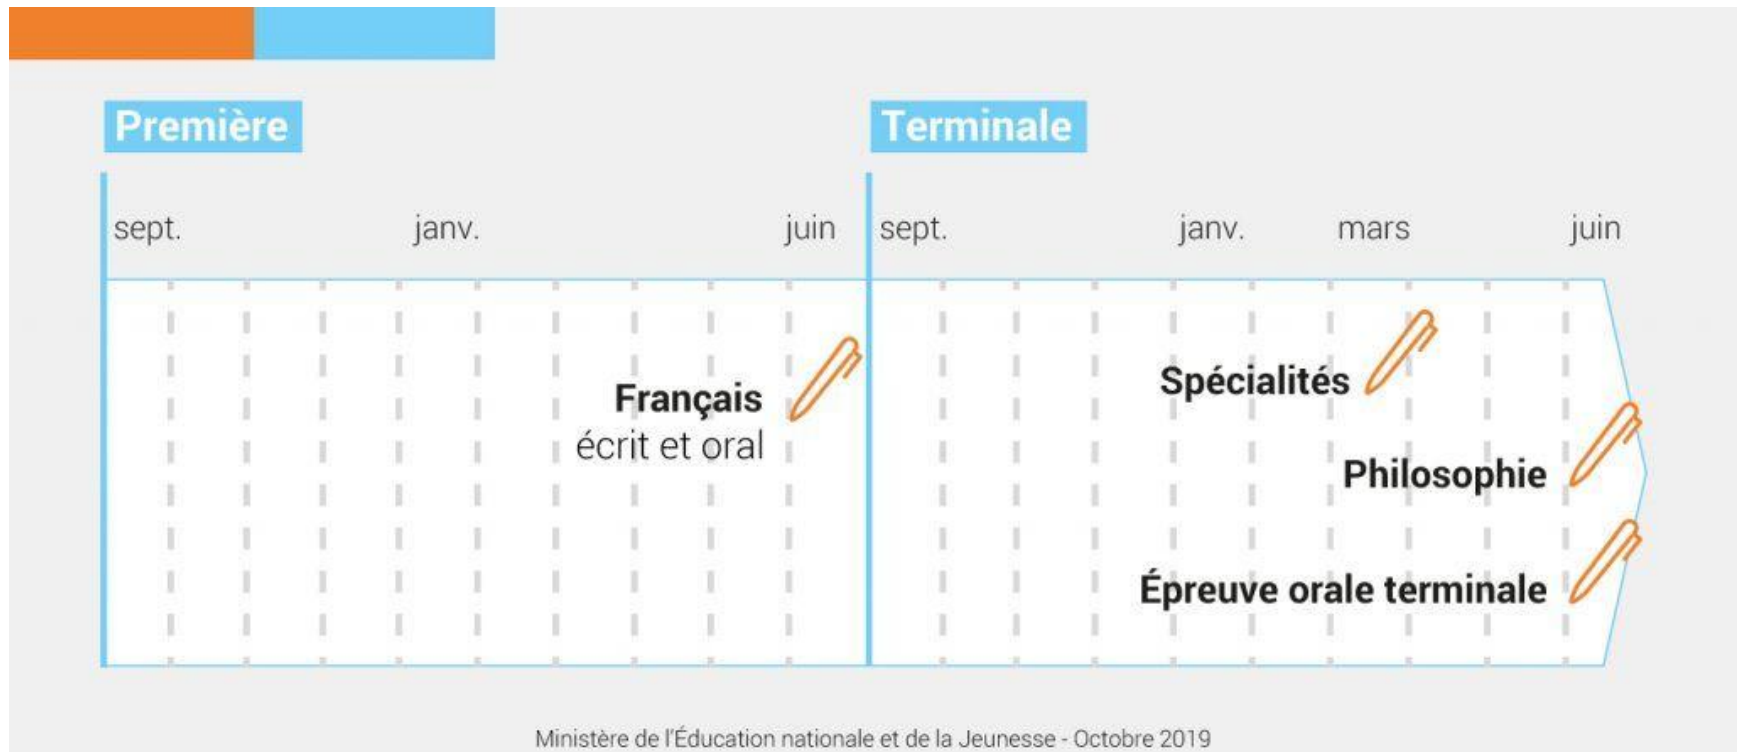 Première
Terminale
sept. janv. juin sept. janv. mars juin
Spécialités
Français
écrit et oral
Philosophie
Épreuve orale terminale
Ministère de l'Éducation nationale et de la Jeunesse - Octobre 2019